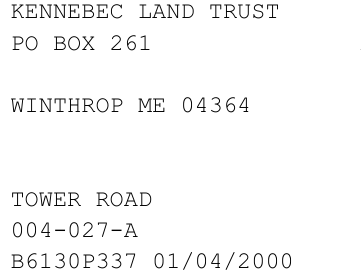 KENNEBEC LAND TRUST
PO BOX 261
WINTHROP ME 04364
TOWER ROAD
004-027-A
B6130P337 01/04/2000